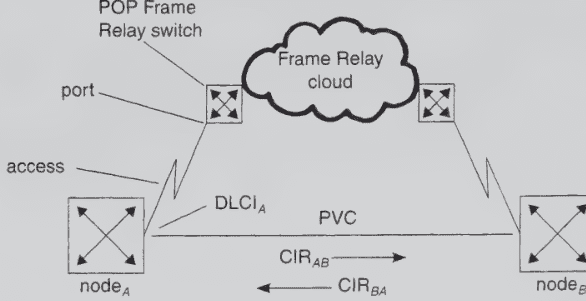 POP Frame
Relay switch
Frame Relay
cloud
port
access
DLCI_A
PVC
CIR_AB
CIR_BA
node_A
node_B